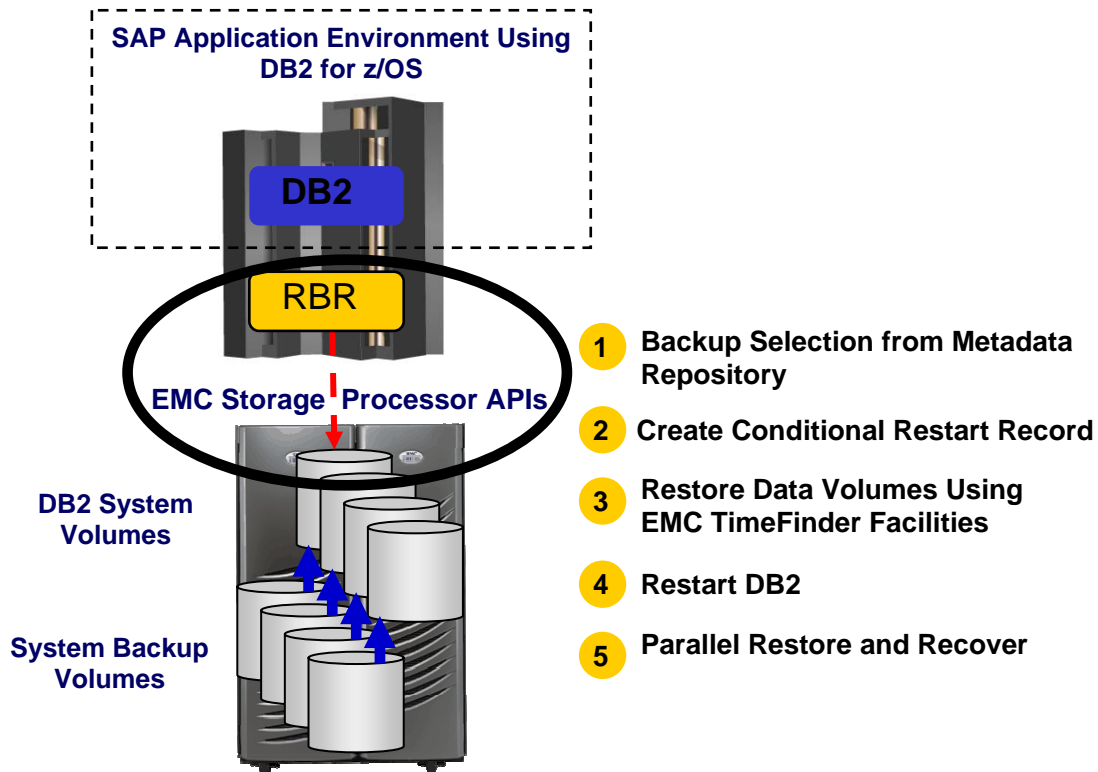 SAP Application Environment Using
DB2 for z/OS
DB2
RBR
EMC Storage Processor APIs
DB2 System
Volumes
System Backup
Volumes
1 Backup Selection from Metadata
Repository
2 Create Conditional Restart Record
3 Restore Data Volumes Using
EMC TimeFinder Facilities
4 Restart DB2
5 Parallel Restore and Recover